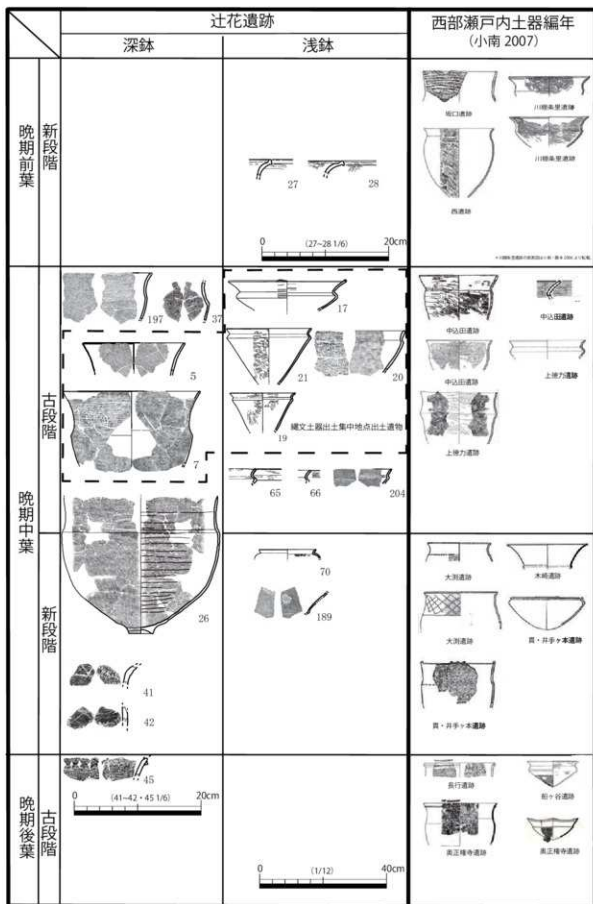 辻花遺跡
西部瀬戸内土器編年
（小南 2007）
深鉢
浅鉢
晩期前葉
新段階
27
28
(27~28 1/6)
0
20cm
坂口遺跡
川棚条里遺跡
川棚条里遺跡
西遺跡
晩期中葉
古段階
197
37
17
5
21
20
7
19
縄文土器出土集中地点出土遺物
65
66
204
中込田遺跡
中込田遺跡
中込田遺跡
上徳力遺跡
上徳力遺跡
新段階
26
70
189
41
42
大渕遺跡
木崎遺跡
大渕遺跡
貫・井手ヶ本遺跡
貫・井手ヶ本遺跡
晩期後葉
古段階
45
0
(41~42・45 1/6)
20cm
(1/12)
0
40cm
長行遺跡
船ヶ谷遺跡
奥正権寺遺跡
奥正権寺遺跡